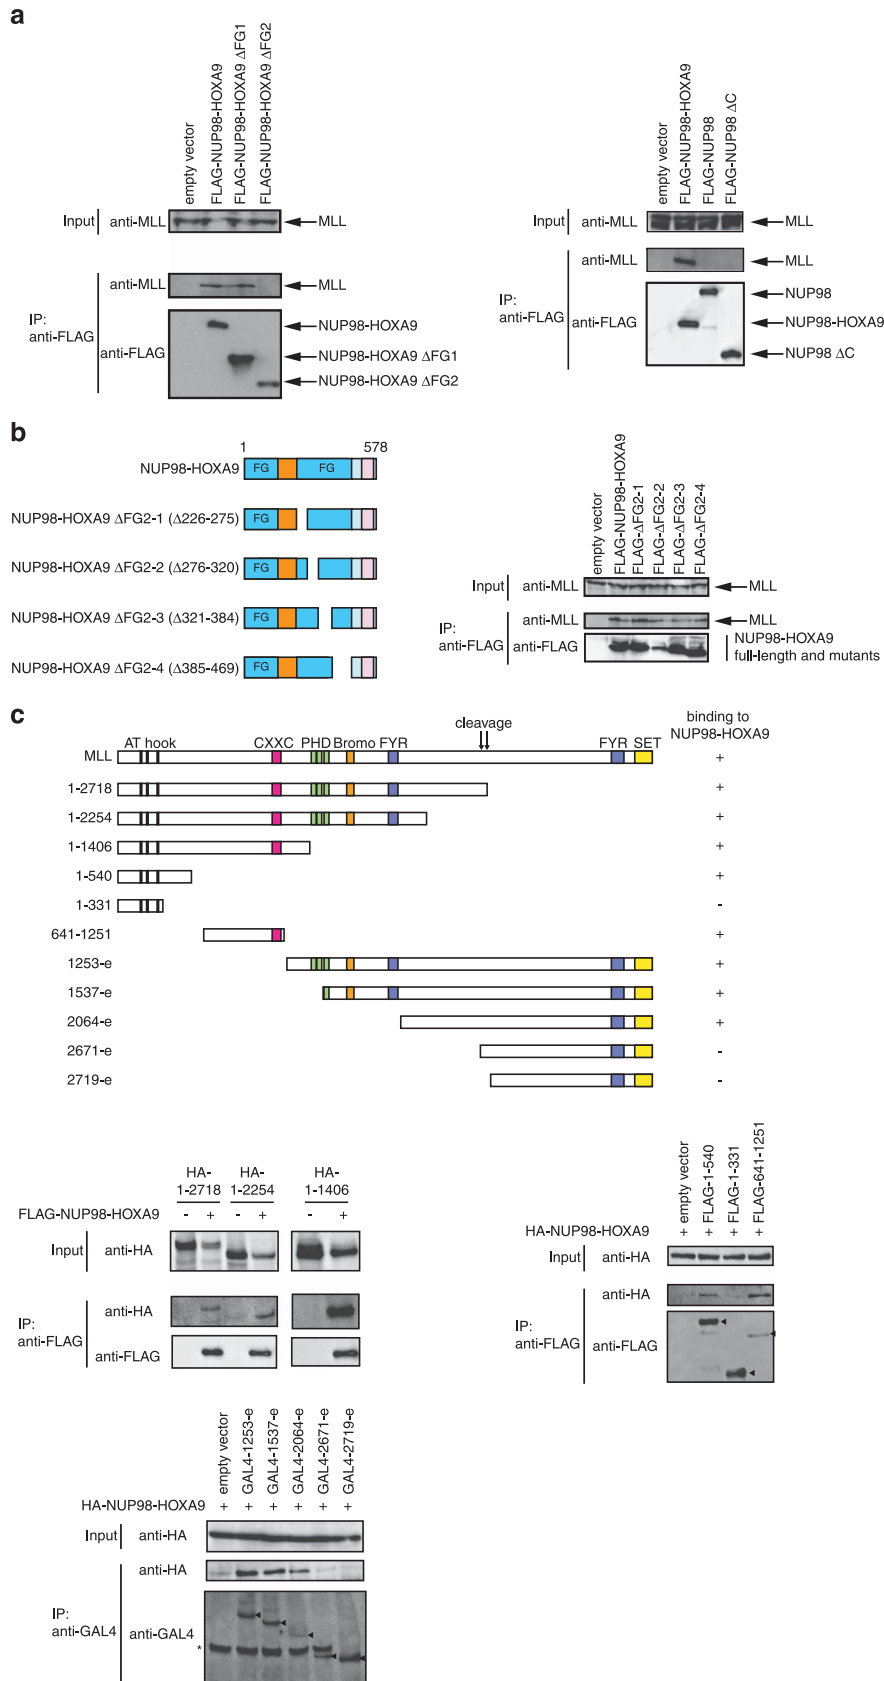 a
empty vector
FLAG-NUP98-HOXA9
FLAG-NUP98-HOXA9 ΔFG1
FLAG-NUP98-HOXA9 ΔFG2
Input
anti-MLL
MLL
IP:
anti-FLAG
anti-MLL
MLL
anti-FLAG
NUP98-HOXA9
NUP98-HOXA9 ΔFG1
NUP98-HOXA9 ΔFG2
empty vector
FLAG-NUP98-HOXA9
FLAG-NUP98
FLAG-NUP98 ΔC
Input
anti-MLL
MLL
IP:
anti-FLAG
anti-MLL
MLL
anti-FLAG
NUP98
NUP98-HOXA9
NUP98 ΔC
b
1 578
NUP98-HOXA9 FG FG
NUP98-HOXA9 ΔFG2-1 (Δ226-275) FG
NUP98-HOXA9 ΔFG2-2 (Δ276-320) FG
NUP98-HOXA9 ΔFG2-3 (Δ321-384) FG
NUP98-HOXA9 ΔFG2-4 (Δ385-469) FG
empty vector
FLAG-NUP98-HOXA9
FLAG-ΔFG2-1
FLAG-ΔFG2-2
FLAG-ΔFG2-3
FLAG-ΔFG2-4
Input
anti-MLL
MLL
IP:
anti-FLAG
anti-MLL
MLL
anti-FLAG
NUP98-HOXA9
full-length and mutants
c
cleavage
binding to
NUP98-HOXA9
AT hook CXXC PHD Bromo FYR FYR SET
MLL +
1-2718 +
1-2254 +
1-1406 +
1-540 +
1-331 -
641-1251 +
1253-e +
1537-e +
2064-e +
2671-e -
2719-e -
HA-
1-2718
HA-
1-2254
HA-
1-1406
FLAG-NUP98-HOXA9 - + - + - +
Input
anti-HA
IP:
anti-FLAG
anti-HA
anti-FLAG
empty vector
FLAG-1-540
FLAG-1-331
FLAG-641-1251
HA-NUP98-HOXA9 + + + +
Input
anti-HA
IP:
anti-FLAG
anti-HA
anti-FLAG
empty vector
GAL4-1253-e
GAL4-1537-e
GAL4-2064-e
GAL4-2671-e
GAL4-2719-e
HA-NUP98-HOXA9 + + + + + +
Input
anti-HA
IP:
anti-GAL4
anti-HA
anti-GAL4
*
*